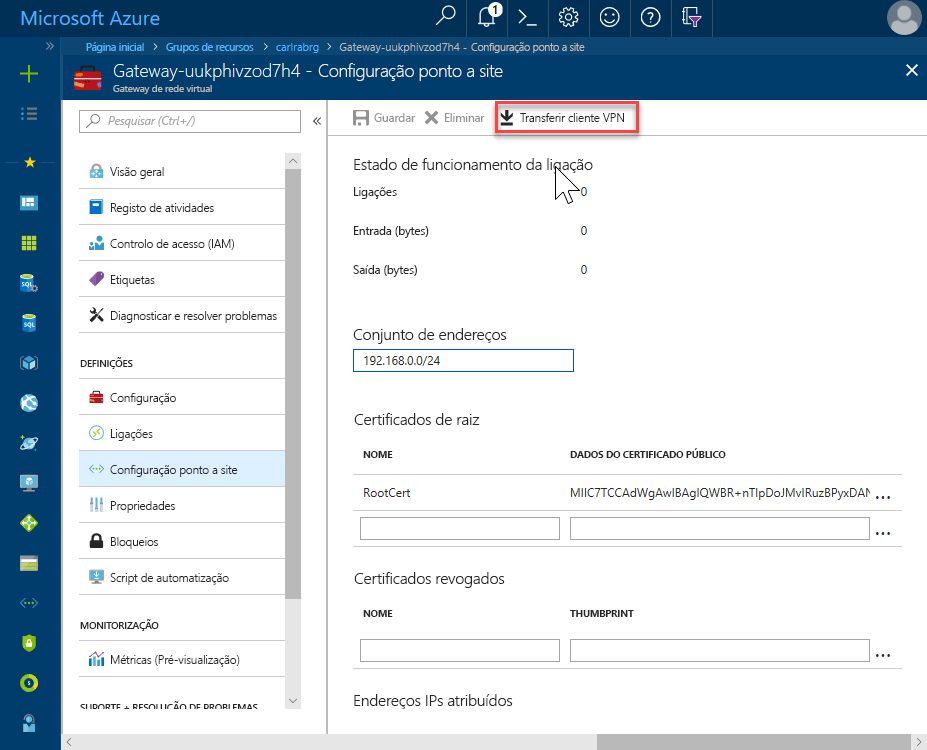 Microsoft Azure
1
Página inicial > Grupos de recursos > carlrabrg > Gateway-uukphivzod7h4 - Configuração ponto a site
Gateway-uukphivzod7h4 - Configuração ponto a site
Gateway de rede virtual
Pesquisar (Ctrl+/)
Visão geral
Registo de atividades
Controlo de acesso (IAM)
Etiquetas
Diagnosticar e resolver problemas
DEFINIÇÕES
Configuração
Ligações
Configuração ponto a site
Propriedades
Bloqueios
Script de automatização
MONITORIZAÇÃO
Métricas (Pré-visualização)
SUPORTE + RESOLUÇÃO DE PROBLEMAS
Guardar
Eliminar
Transferir cliente VPN
Estado de funcionamento da ligação
Ligações 0
Entrada (bytes) 0
Saída (bytes) 0
Conjunto de endereços
192.168.0.0/24
Certificados de raiz
NOME DADOS DO CERTIFICADO PÚBLICO
RootCert MIIC7TCCAdWgAwIBAgIQWBR+nTlpDoJMvlRuzBPyxDAN ...
...
Certificados revogados
NOME THUMBPRINT
...
Endereços IPs atribuídos
SQL
SQL